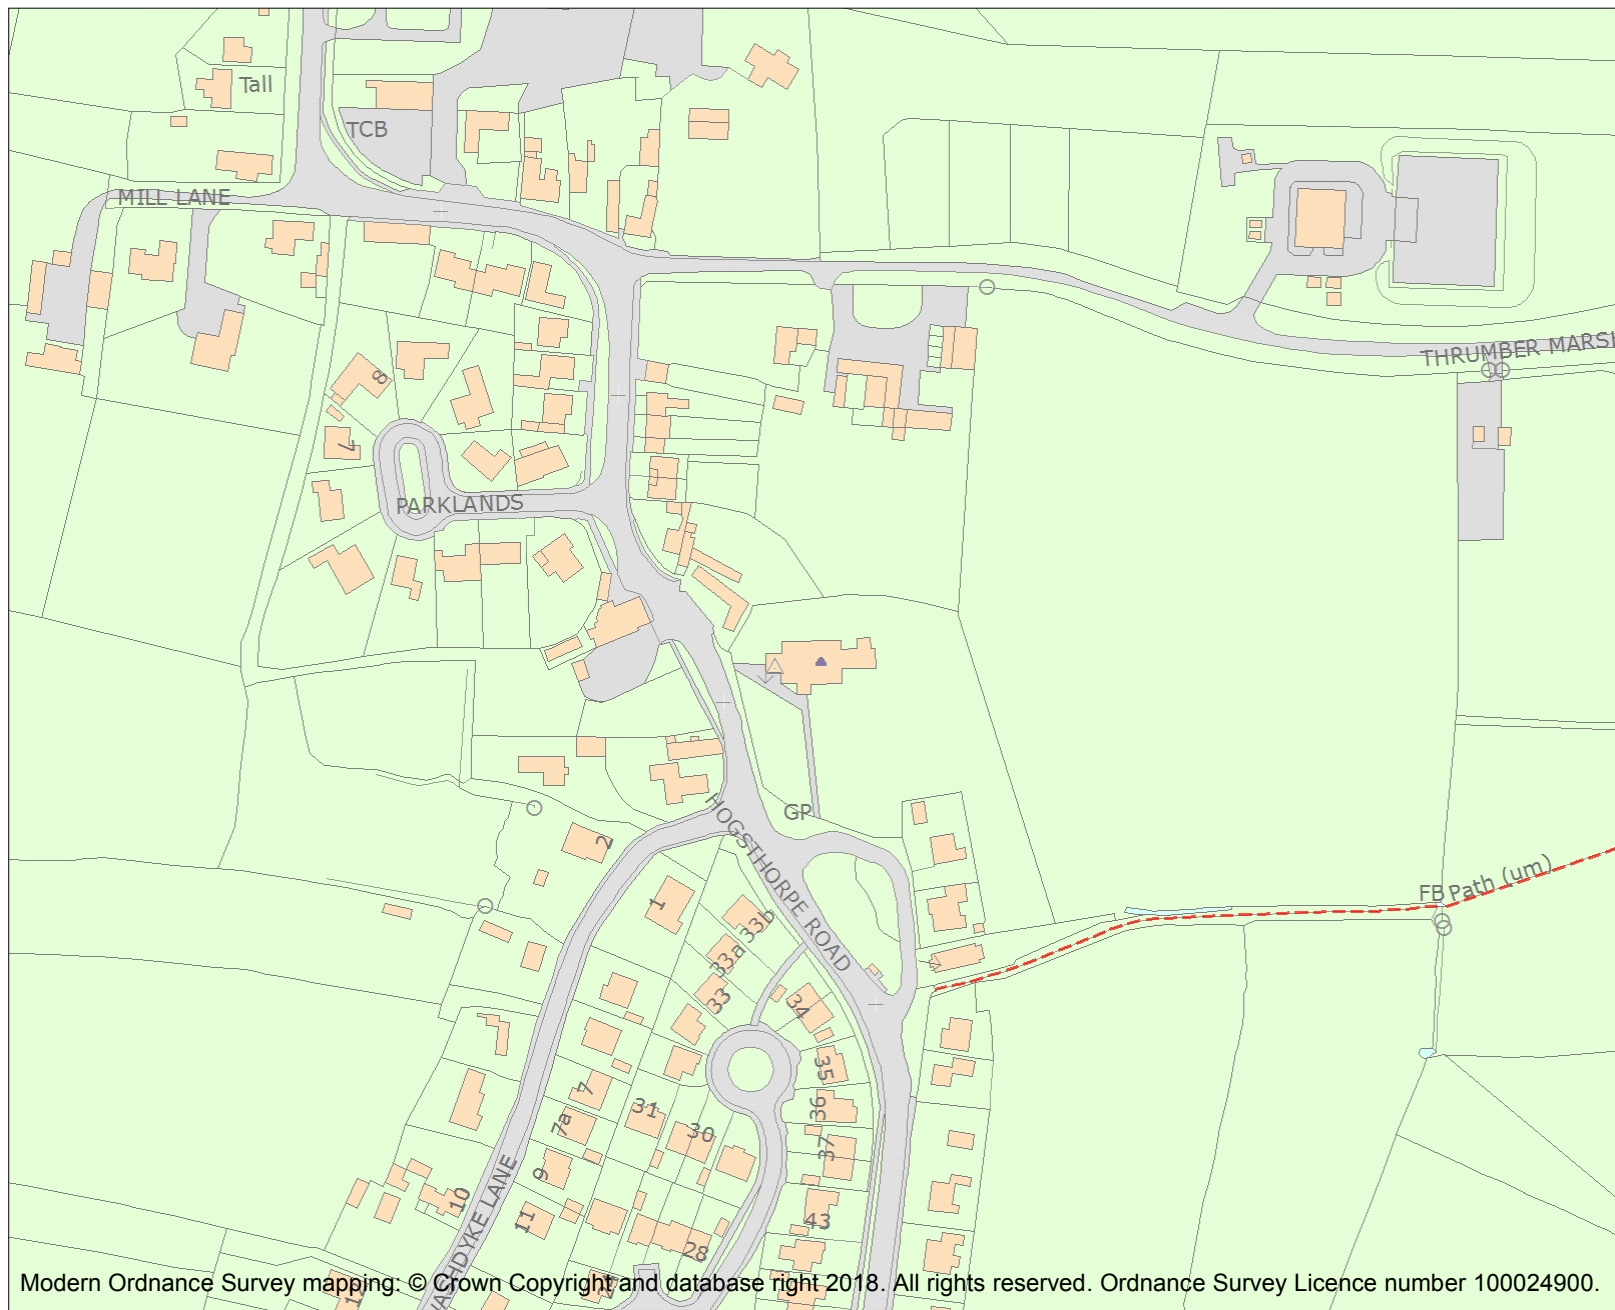 Tall
TCB
MILL LANE
THRUMBER MARSH
8
7
PARKLANDS
GP
HOGSTHORPE ROAD
2
1
33b
33a
33
34
FB
Path (um)
35
36
37
7
7a
31
30
9
10
11
43
28
WASHDYKE LANE
Modern Ordnance Survey mapping: © Crown Copyright and database right 2018. All rights reserved. Ordnance Survey Licence number 100024900.